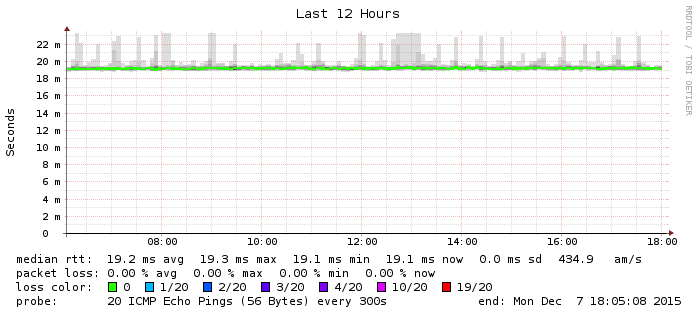 Last 12 Hours
RRDTOOL / TOBI OETIKER
Seconds
22 m
20 m
18 m
16 m
14 m
12 m
10 m
8 m
6 m
4 m
2 m
0
08:00 10:00 12:00 14:00 16:00 18:00
median rtt: 19.2 ms avg 19.3 ms max 19.1 ms min 19.1 ms now 0.0 ms sd 434.9 am/s
packet loss: 0.00 % avg 0.00 % max 0.00 % min 0.00 % now
loss color: 0 1/20 2/20 3/20 4/20 10/20 19/20
probe: 20 ICMP Echo Pings (56 Bytes) every 300s end: Mon Dec 7 18:05:08 2015